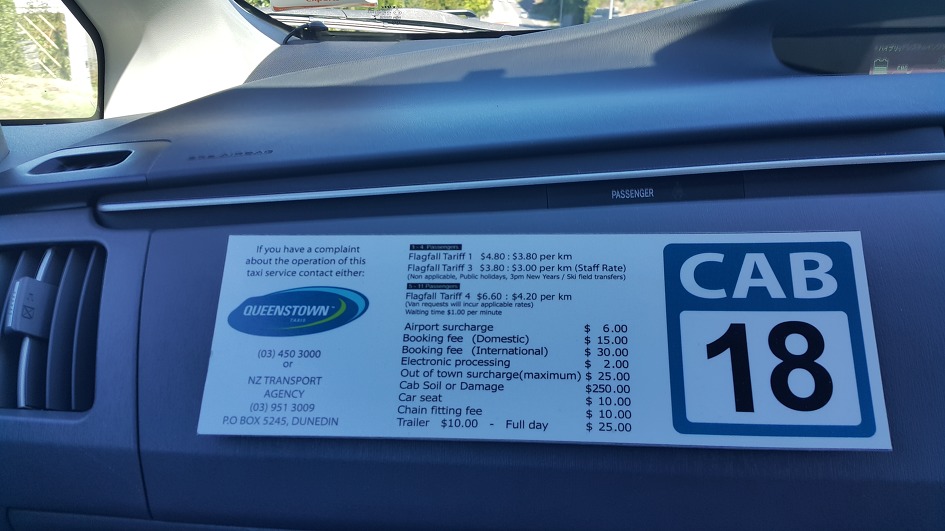 PASSENGER
If you have a complaint
about the operation of this
taxi service contact either:
QUEENSTOWN
TAXIS
(03) 450 3000
or
NZ TRANSPORT
AGENCY
(03) 951 3009
P.O BOX 5245, DUNEDIN
1 - 4 Passengers
Flagfall Tariff 1 $4.80 : $3.80 per km
Flagfall Tariff 3 $3.80 : $3.00 per km (Staff Rate)
(Non applicable, Public holidays, 3pm New Years / Ski field transfers)
5 - 11 Passengers
Flagfall Tariff 4 $6.60 : $4.20 per km
(Van requests will incur applicable rates)
Waiting time $1.00 per minute
Airport surcharge $ 6.00
Booking fee (Domestic) $ 15.00
Booking fee (International) $ 30.00
Electronic processing $ 2.00
Out of town surcharge(maximum) $ 25.00
Cab Soil or Damage $250.00
Car seat $ 10.00
Chain fitting fee $ 10.00
Trailer $10.00 - Full day $ 25.00
CAB
18